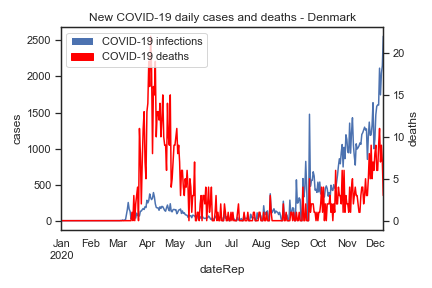 New COVID-19 daily cases and deaths - Denmark
COVID-19 infections
COVID-19 deaths
2500
2000
1500
1000
500
0
cases
20
15
10
5
0
deaths
Jan Feb Mar Apr May Jun Jul Aug Sep Oct Nov Dec
2020
dateRep